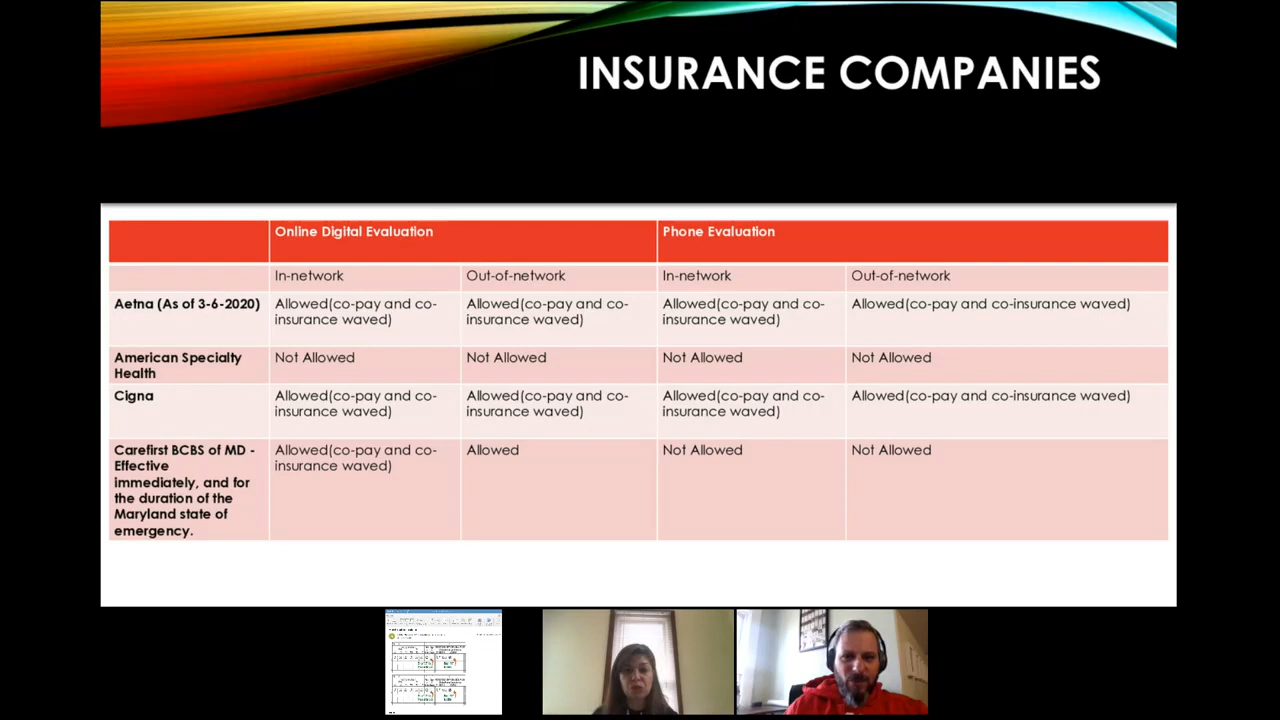 INSURANCE COMPANIES
Online Digital Evaluation
Phone Evaluation
In-network
Out-of-network
In-network
Out-of-network
Aetna (As of 3-6-2020)
Allowed(co-pay and co-
insurance waved)
Allowed(co-pay and co-
insurance waved)
Allowed(co-pay and co-
insurance waved)
Allowed(co-pay and co-insurance waved)
American Specialty
Health
Not Allowed
Not Allowed
Not Allowed
Not Allowed
Cigna
Allowed(co-pay and co-
insurance waved)
Allowed(co-pay and co-
insurance waved)
Allowed(co-pay and co-
insurance waved)
Allowed(co-pay and co-insurance waved)
Carefirst BCBS of MD -
Effective
immediately, and for
the duration of the
Maryland state of
emergency.
Allowed(co-pay and co-
insurance waved)
Allowed
Not Allowed
Not Allowed